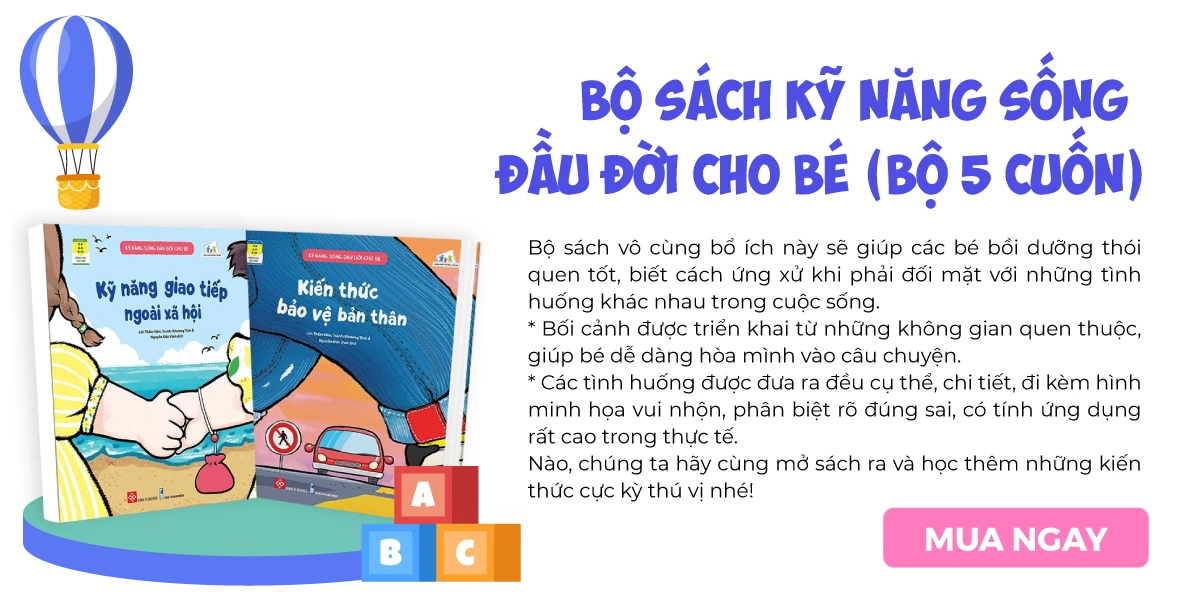 BỘ SÁCH KỸ NĂNG SỐNG
ĐẦU ĐỜI CHO BÉ (BỘ 5 CUỐN)
Bộ sách vô cùng bổ ích này sẽ giúp các bé bồi dưỡng thói
quen tốt, biết cách ứng xử khi phải đối mặt với những tình
huống khác nhau trong cuộc sống.
* Bối cảnh được triển khai từ những không gian quen thuộc,
giúp bé dễ dàng hòa mình vào câu chuyện.
* Các tình huống được đưa ra đều cụ thể, chi tiết, đi kèm hình
minh họa vui nhộn, phân biệt rõ đúng sai, có tính ứng dụng
rất cao trong thực tế.
Nào, chúng ta hãy cùng mở sách ra và học thêm những kiến
thức cực kỳ thú vị nhé!
MUA NGAY
KỸ NĂNG SỐNG ĐẦU ĐỜI CHO BÉ
Kỹ năng giao tiếp
ngoài xã hội
KỸ NĂNG SỐNG ĐẦU ĐỜI CHO BÉ
Kiến thức
bảo vệ bản thân
A
B
C